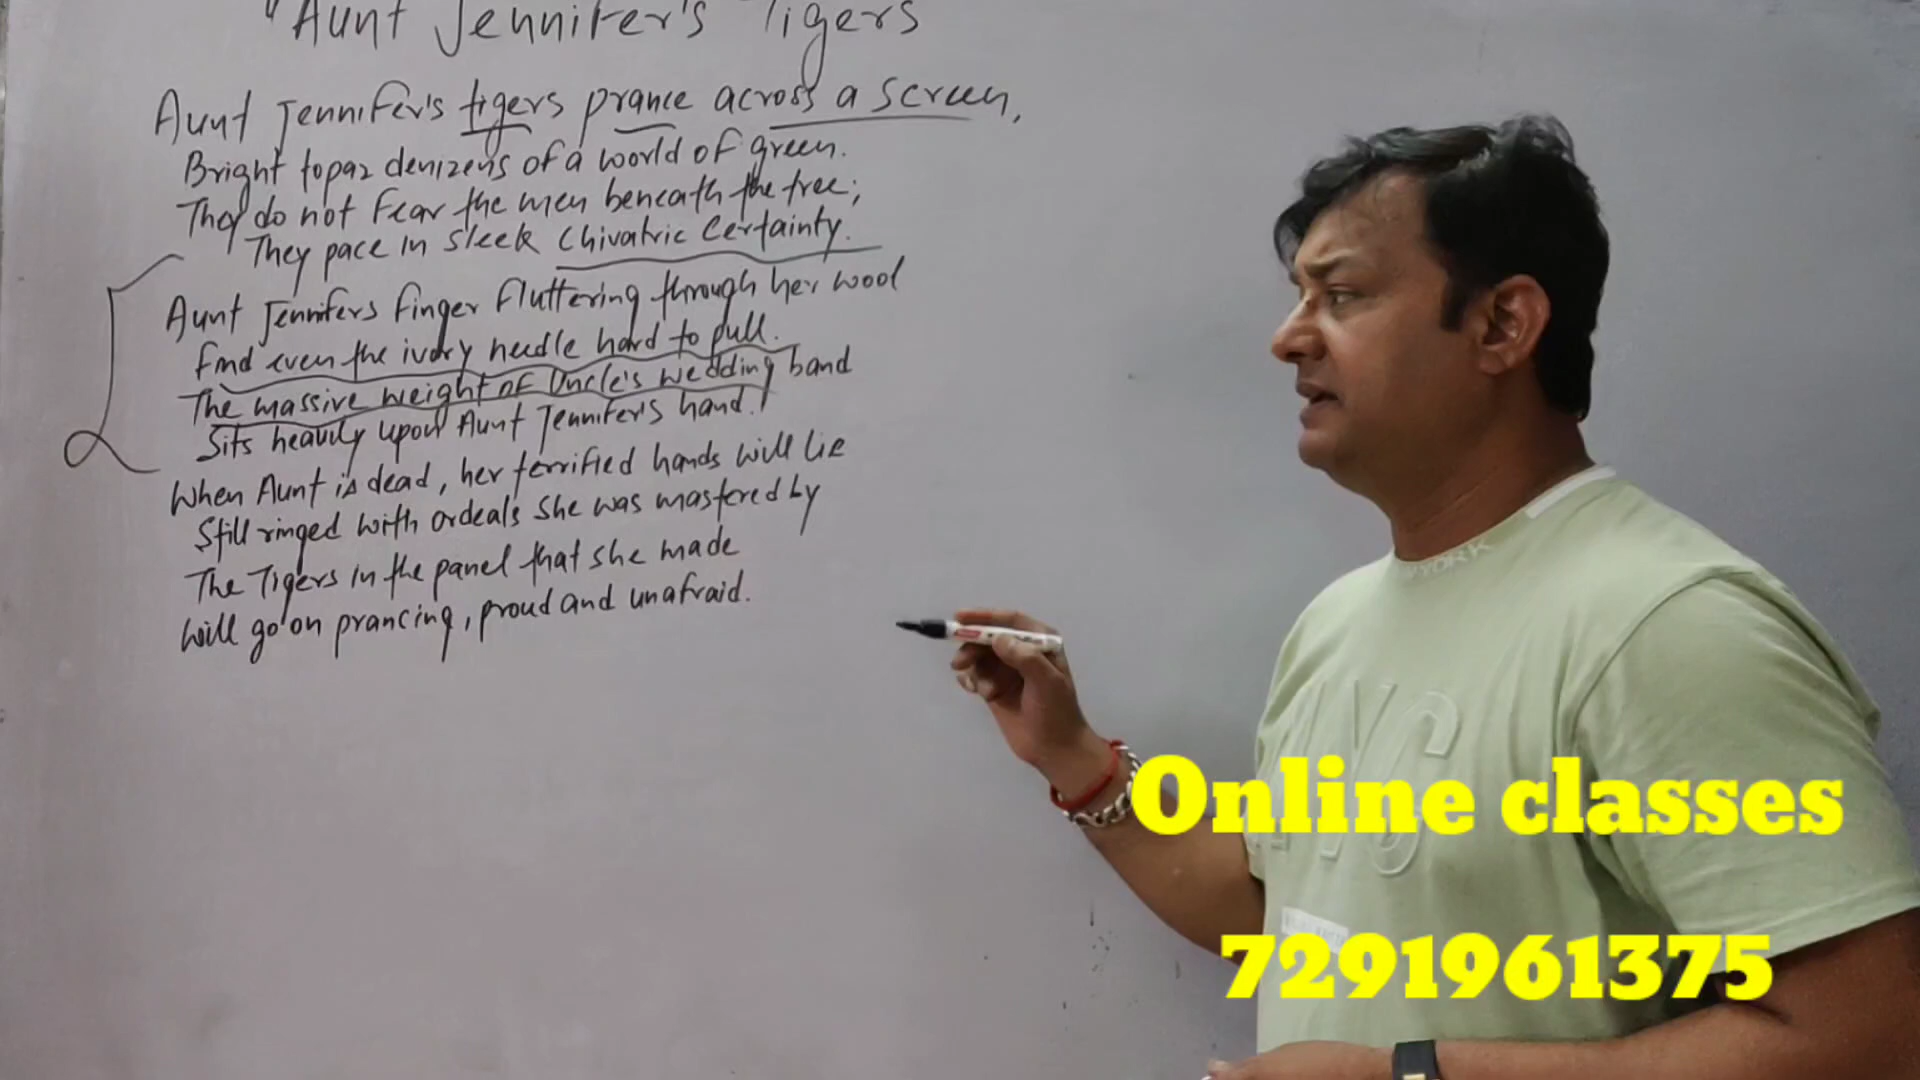 "Aunt Jennifer's Tigers
Aunt Jennifer's tigers prance across a screen,
Bright topaz denizens of a world of green.
They do not fear the men beneath the tree;
They pace in sleek chivalric certainty.
Aunt Jennifer's finger fluttering through her wool
Find even the ivory needle hard to pull.
The massive weight of Uncle's wedding band
Sits heavily upon Aunt Jennifer's hand.
When Aunt is dead, her terrified hands will lie
Still ringed with ordeals she was mastered by
The Tigers in the panel that she made
Will go on prancing, proud and unafraid.
YORK
NYC
Online classes
7291961375